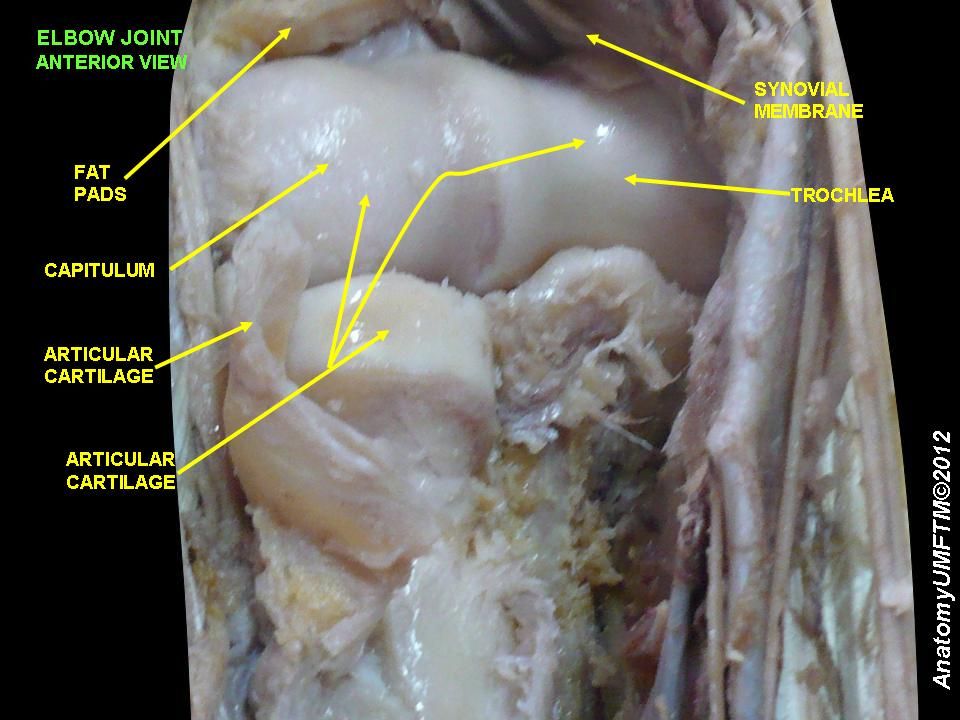 ELBOW JOINT
ANTERIOR VIEW
SYNOVIAL
MEMBRANE
FAT
PADS
TROCHLEA
CAPITULUM
ARTICULAR
CARTILAGE
ARTICULAR
CARTILAGE
AnatomyUMFTM©2012